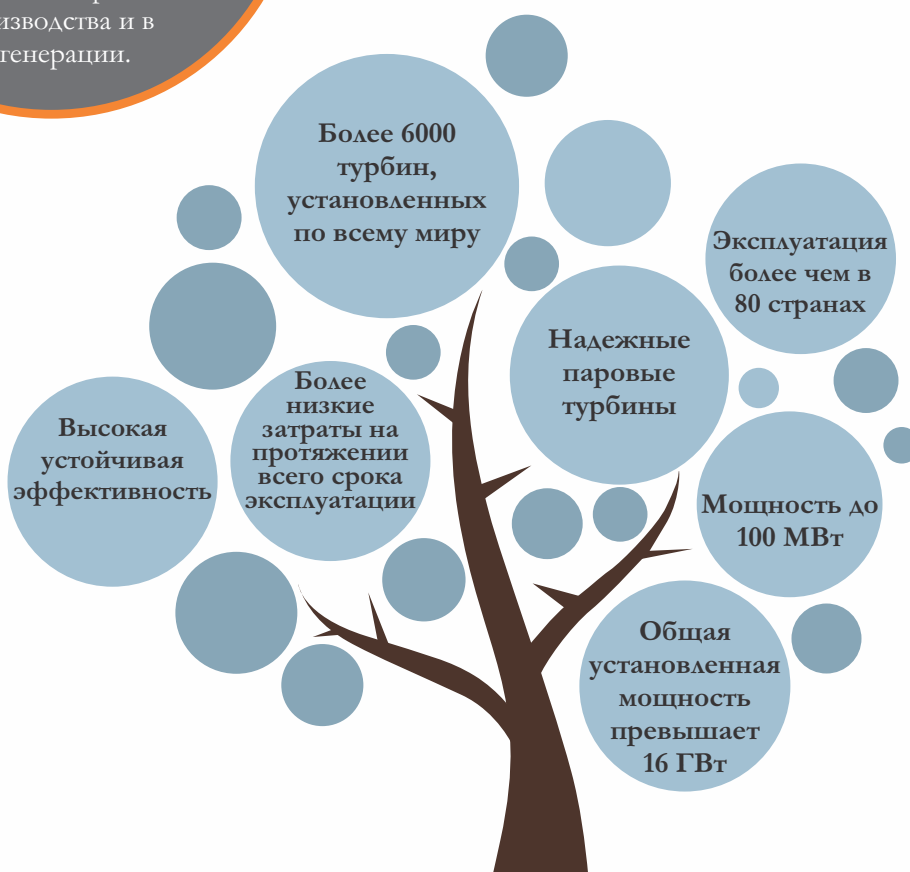 и в
генерации.
Более 6000
турбин,
установленных
по всему миру
Эксплуатация
более чем в
80 странах
Надежные
паровые
турбины
Более
низкие
затраты на
протяжении
всего срока
эксплуатации
Высокая
устойчивая
эффективность
Мощность до
100 МВт
Общая
установленная
мощность
превышает
16 ГВт